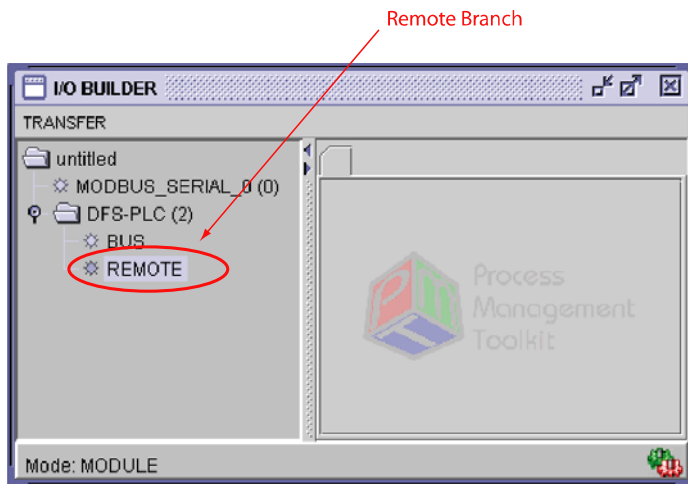 Remote Branch
I/O BUILDER
TRANSFER
untitled
MODBUS_SERIAL_0 (0)
DFS-PLC (2)
BUS
REMOTE
Process
Management
Toolkit
Mode: MODULE